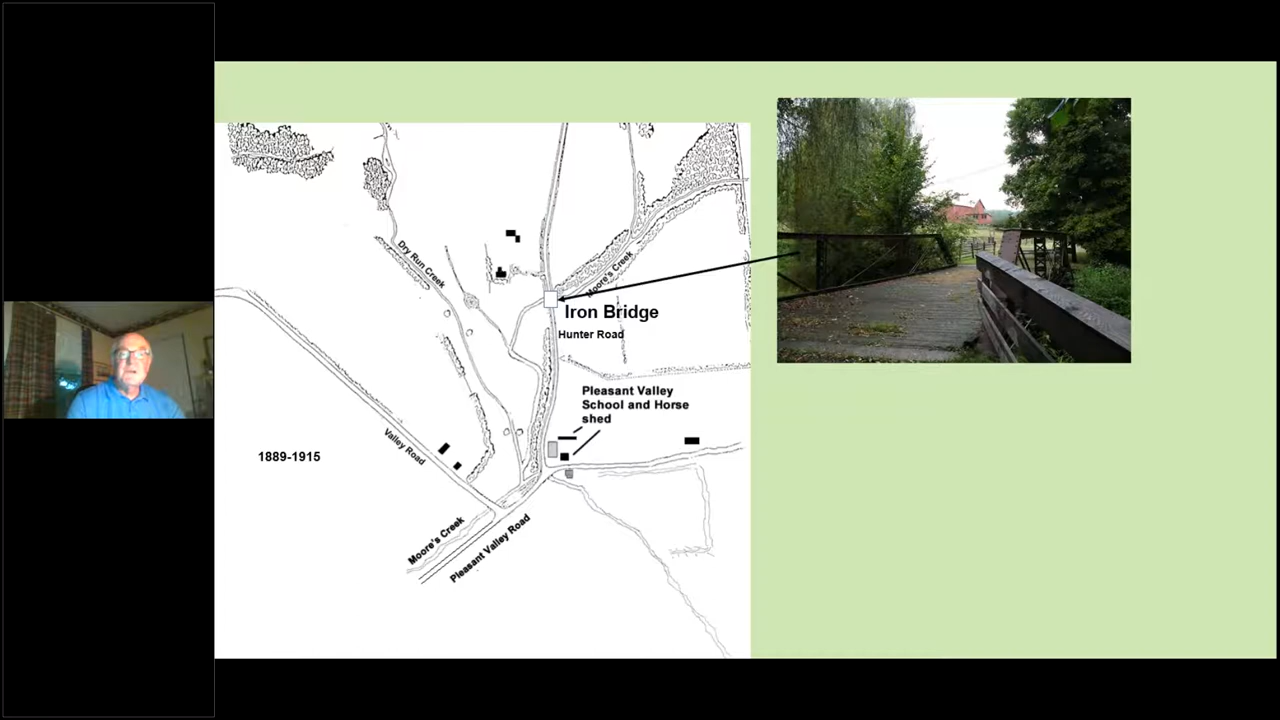 Dry Run Creek
Moore's Creek
Iron Bridge
Hunter Road
Pleasant Valley
School and Horse
shed
Valley Road
1889-1915
Moore's Creek
Pleasant Valley Road